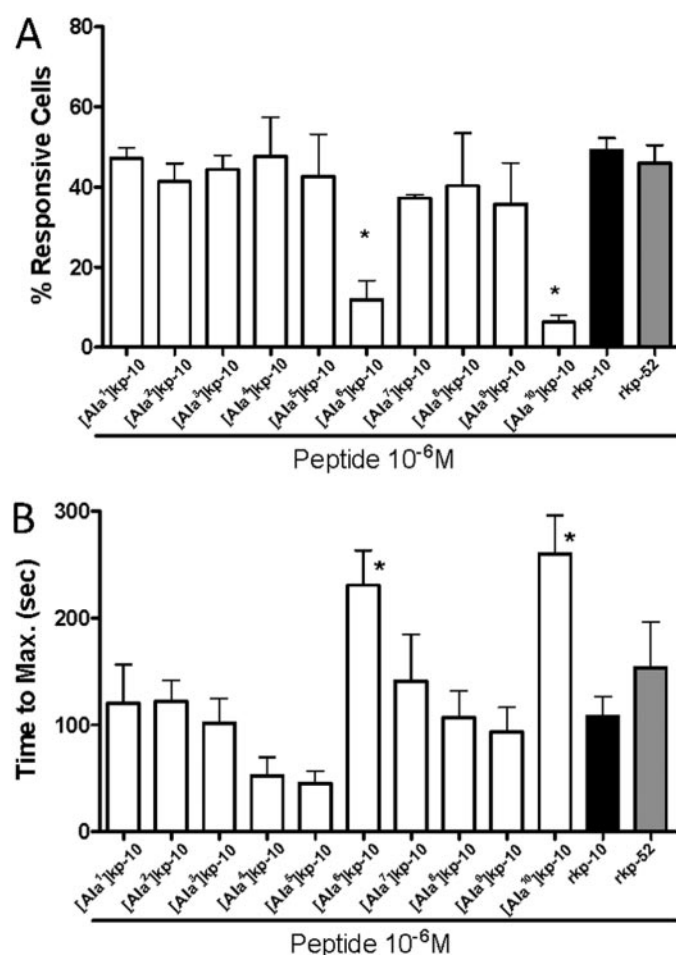 A
80
60
40
20
0
% Responsive Cells
*
*
[Ala¹]kp-10
[Ala²]kp-10
[Ala³]kp-10
[Ala⁴]kp-10
[Ala⁵]kp-10
[Ala⁶]kp-10
[Ala⁷]kp-10
[Ala⁸]kp-10
[Ala⁹]kp-10
[Ala¹⁰]kp-10
rkp-10
rkp-52
Peptide 10⁻⁶M
B
300
200
100
0
Time to Max. (sec)
*
*
[Ala¹]kp-10
[Ala²]kp-10
[Ala³]kp-10
[Ala⁴]kp-10
[Ala⁵]kp-10
[Ala⁶]kp-10
[Ala⁷]kp-10
[Ala⁸]kp-10
[Ala⁹]kp-10
[Ala¹⁰]kp-10
rkp-10
rkp-52
Peptide 10⁻⁶M